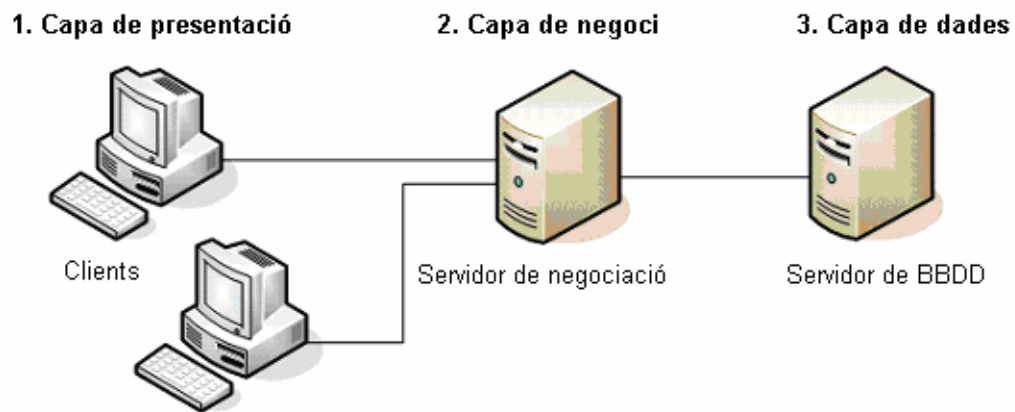 1. Capa de presentació
2. Capa de negoci
3. Capa de dades
Clients
Servidor de negociació
Servidor de BBDD